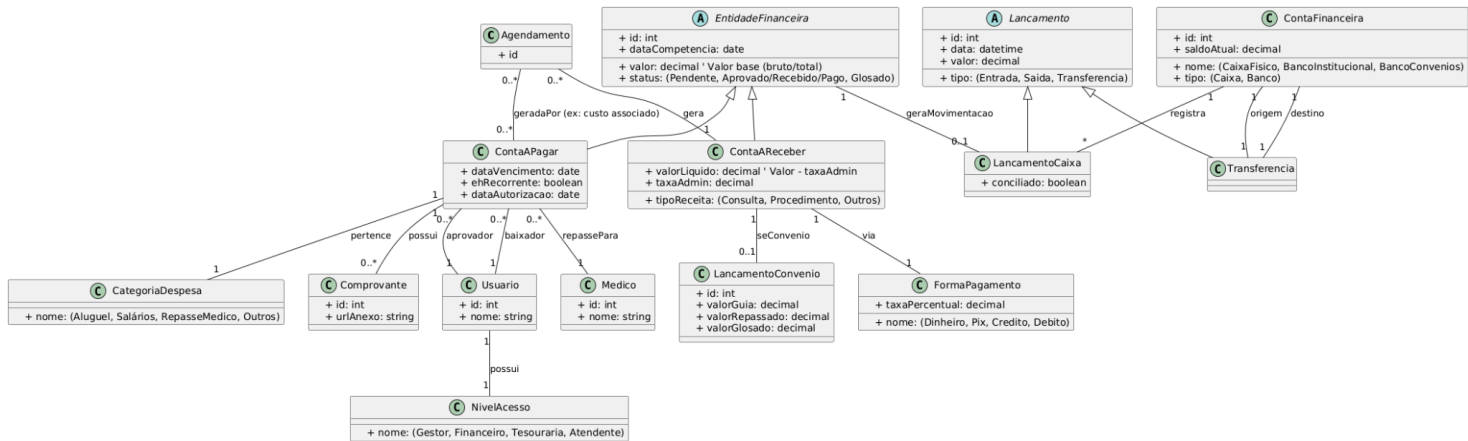 C Agendamento
+ id
A EntidadeFinanceira
+ id: int
+ dataCompetencia: date
+ valor: decimal ' Valor base (bruto/total)
+ status: (Pendente, Aprovado/Recebido/Pago, Glosado)
A Lancamento
+ id: int
+ data: datetime
+ valor: decimal
+ tipo: (Entrada, Saida, Transferencia)
C ContaFinanceira
+ id: int
+ saldoAtual: decimal
+ nome: (CaixaFisico, BancoInstitucional, BancoConvenios)
+ tipo: (Caixa, Banco)
0..*
0..*
1
1
1
1
geradaPor (ex: custo associado)
gera
geraMovimentacao
registra
origem
destino
0..*
1
0..1
*
1
1
C ContaAPagar
+ dataVencimento: date
+ ehRecorrente: boolean
+ dataAutorizacao: date
C ContaAReceber
+ valorLiquido: decimal ' Valor - taxaAdmin
+ taxaAdmin: decimal
+ tipoReceita: (Consulta, Procedimento, Outros)
C LancamentoCaixa
+ conciliado: boolean
C Transferencia
1
1
0..*
0..*
0..*
1
1
pertence
possui
aprovador
baixador
repassePara
seConvenio
via
1
0..*
1
1
1
0..1
1
C CategoriaDespesa
+ nome: (Aluguel, Salários, RepasseMedico, Outros)
C Comprovante
+ id: int
+ urlAnexo: string
C Usuario
+ id: int
+ nome: string
C Medico
+ id: int
+ nome: string
C LancamentoConvenio
+ id: int
+ valorGuia: decimal
+ valorRepassado: decimal
+ valorGlosado: decimal
C FormaPagamento
+ taxaPercentual: decimal
+ nome: (Dinheiro, Pix, Credito, Debito)
1
possui
1
C NivelAcesso
+ nome: (Gestor, Financeiro, Tesouraria, Atendente)